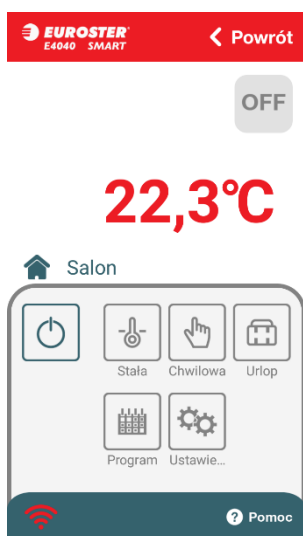 EUROSTER
E4040 SMART
Powrót
OFF
22,3°C
Salon
Stała
Chwilowa
Urlop
Program
Ustawie...
? Pomoc